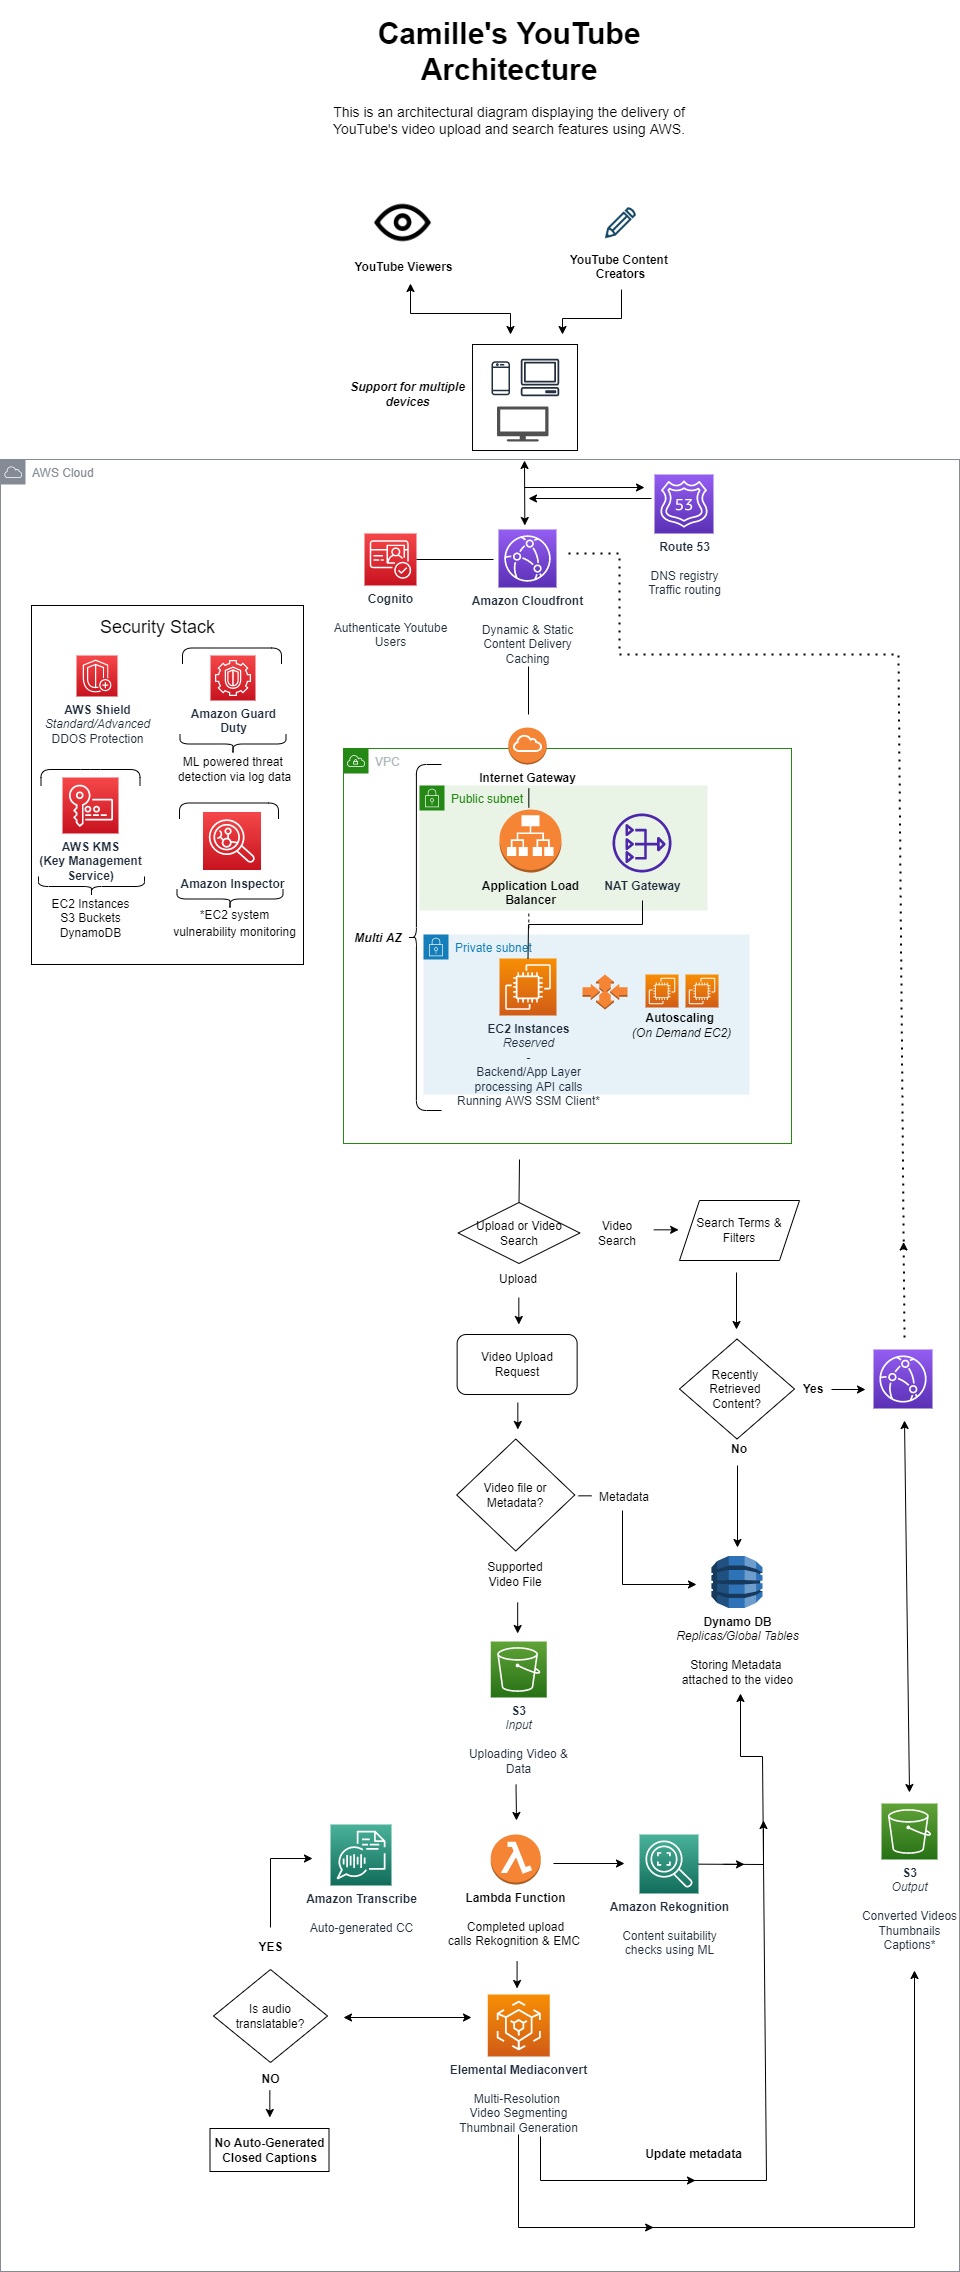 Camille's YouTube
Architecture
This is an architectural diagram displaying the delivery of
YouTube's video upload and search features using AWS.
YouTube Viewers
YouTube Content
Creators
Support for multiple
devices
AWS Cloud
53
Route 53
DNS registry
Traffic routing
Cognito
Authenticate Youtube
Users
Amazon Cloudfront
Dynamic & Static
Content Delivery
Caching
Security Stack
AWS Shield
Standard/Advanced
DDOS Protection
Amazon Guard
Duty
ML powered threat
detection via log data
AWS KMS
(Key Management
Service)
EC2 Instances
S3 Buckets
DynamoDB
Amazon Inspector
*EC2 system
vulnerability monitoring
VPC
Internet Gateway
Public subnet
Application Load
Balancer
NAT Gateway
Multi AZ
Private subnet
EC2 Instances
Reserved
-
Backend/App Layer
processing API calls
Running AWS SSM Client*
Autoscaling
(On Demand EC2)
Upload or Video
Search
Video
Search
Search Terms &
Filters
Upload
Video Upload
Request
Recently
Retrieved
Content?
Yes
No
Video file or
Metadata?
Metadata
Supported
Video File
Dynamo DB
Replicas/Global Tables
Storing Metadata
attached to the video
S3
Input
Uploading Video &
Data
Amazon Transcribe
Auto-generated CC
Lambda Function
Completed upload
calls Rekognition & EMC
Amazon Rekognition
Content suitability
checks using ML
S3
Output
Converted Videos
Thumbnails
Captions*
YES
Is audio
translatable?
NO
No Auto-Generated
Closed Captions
Elemental Mediaconvert
Multi-Resolution
Video Segmenting
Thumbnail Generation
Update metadata